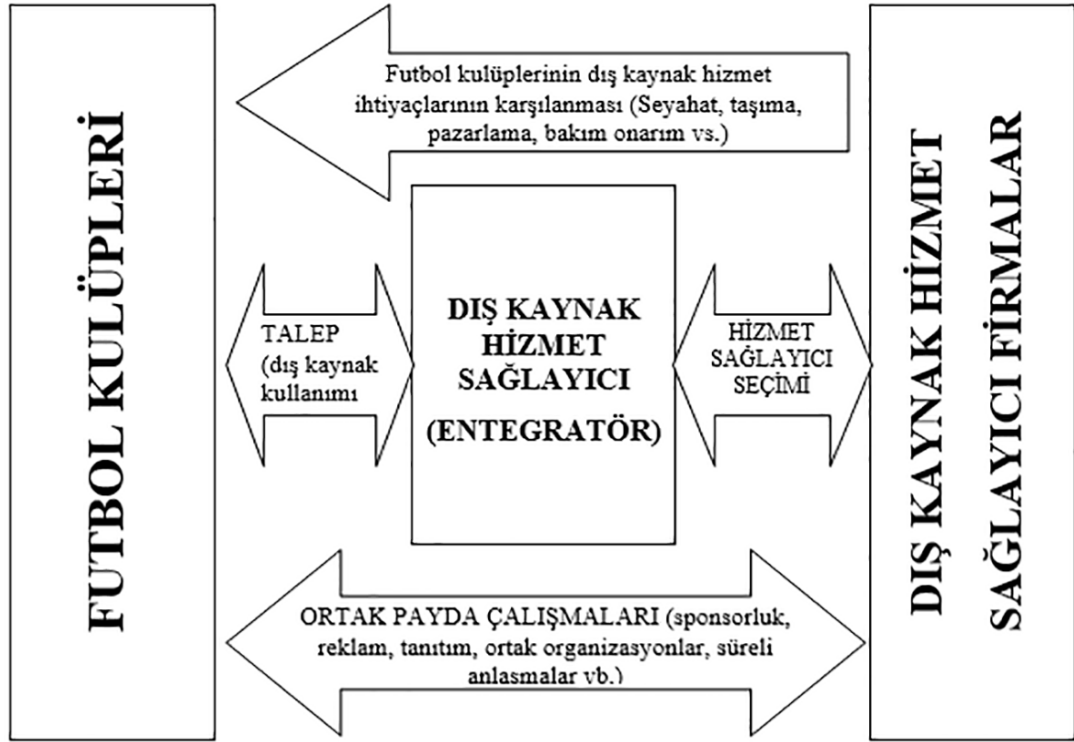 FUTBOL KULÜPLERİ
Futbol kulüplerinin dış kaynak hizmet
ihtiyaçlarının karşılanması (Seyahat, taşıma,
pazarlama, bakım onarım vs.)
TALEP
(dış kaynak
kullanımı
DIŞ KAYNAK
HİZMET
SAĞLAYICI
(ENTEGRATÖR)
HİZMET
SAĞLAYICI
SEÇİMİ
ORTAK PAYDA ÇALIŞMALARI (sponsorluk,
reklam, tanıtım, ortak organizasyonlar, süreli
anlaşmalar vb.)
DIŞ KAYNAK HİZMET
SAĞLAYICI FİRMALAR